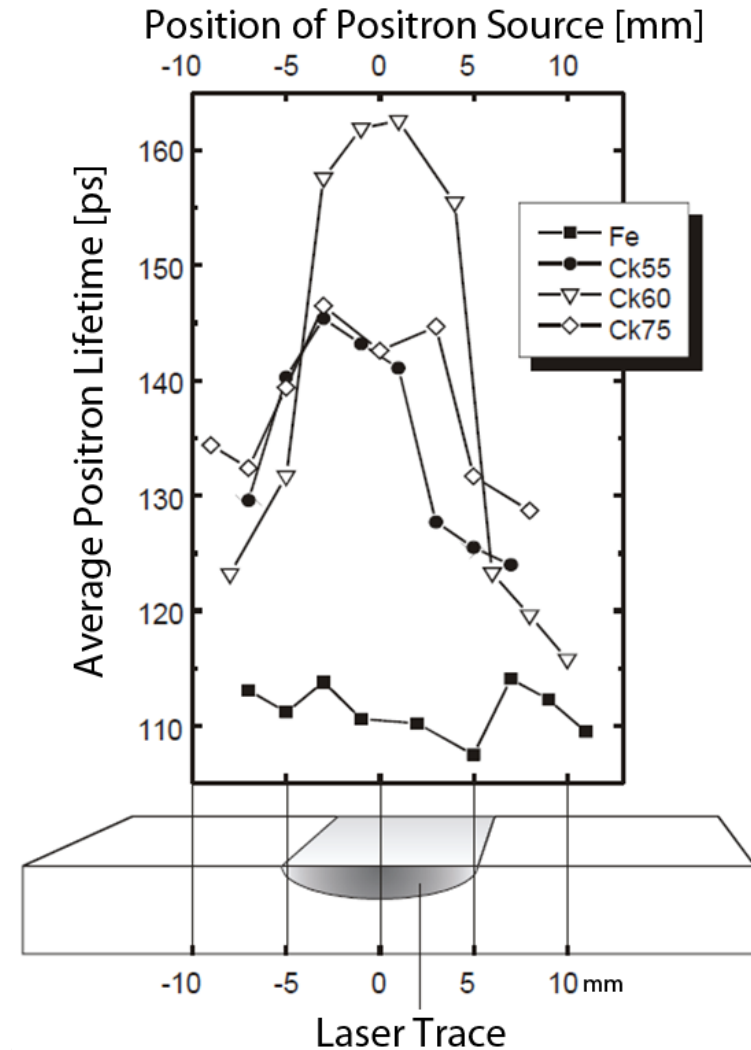 Position of Positron Source [mm]
-10 -5 0 5 10
Average Positron Lifetime [ps]
160
150
140
130
120
110
Fe
Ck55
Ck60
Ck75
-10 -5 0 5 10 mm
Laser Trace